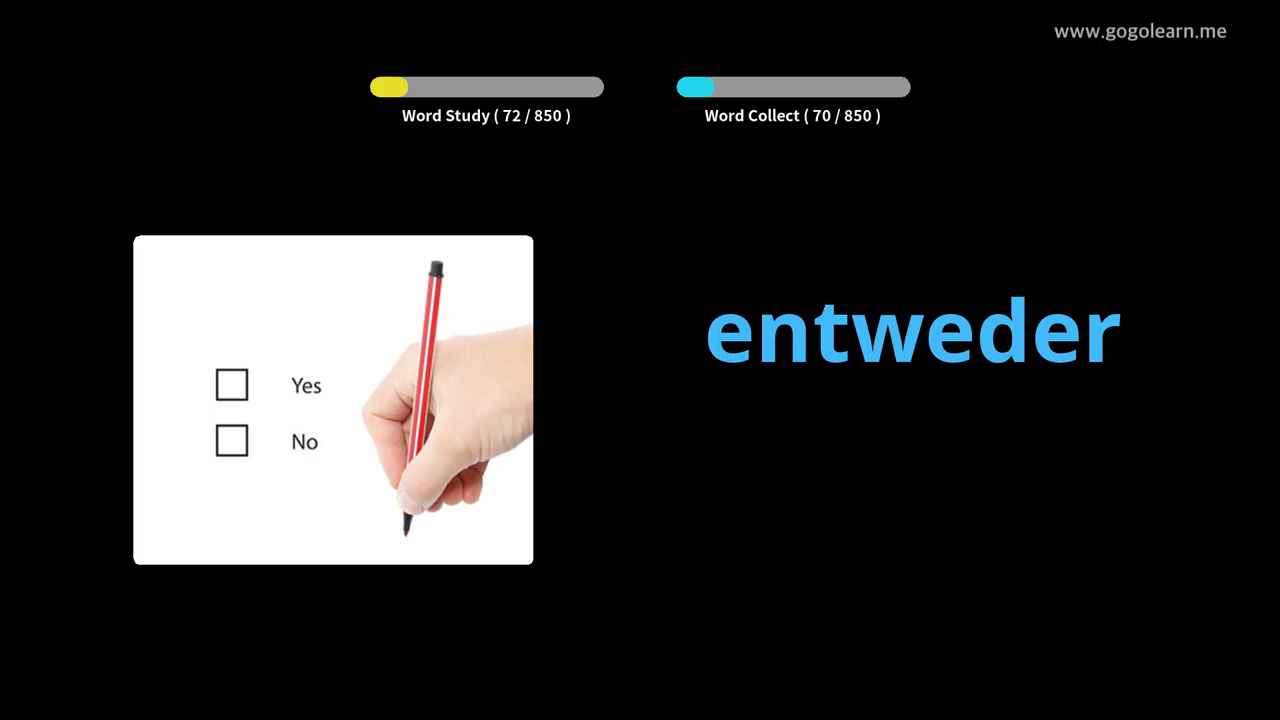 www.gogolearn.me
Word Study ( 72 / 850 )
Word Collect ( 70 / 850 )
entweder
Yes
No